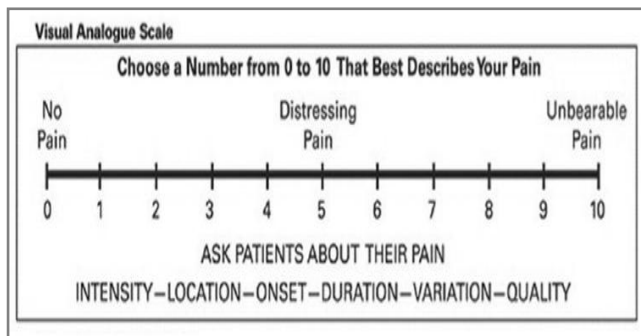 Visual Analogue Scale
Choose a Number from 0 to 10 That Best Describes Your Pain
No Distressing Unbearable
Pain Pain Pain
0 1 2 3 4 5 6 7 8 9 10
ASK PATIENTS ABOUT THEIR PAIN
INTENSITY–LOCATION–ONSET–DURATION–VARIATION–QUALITY